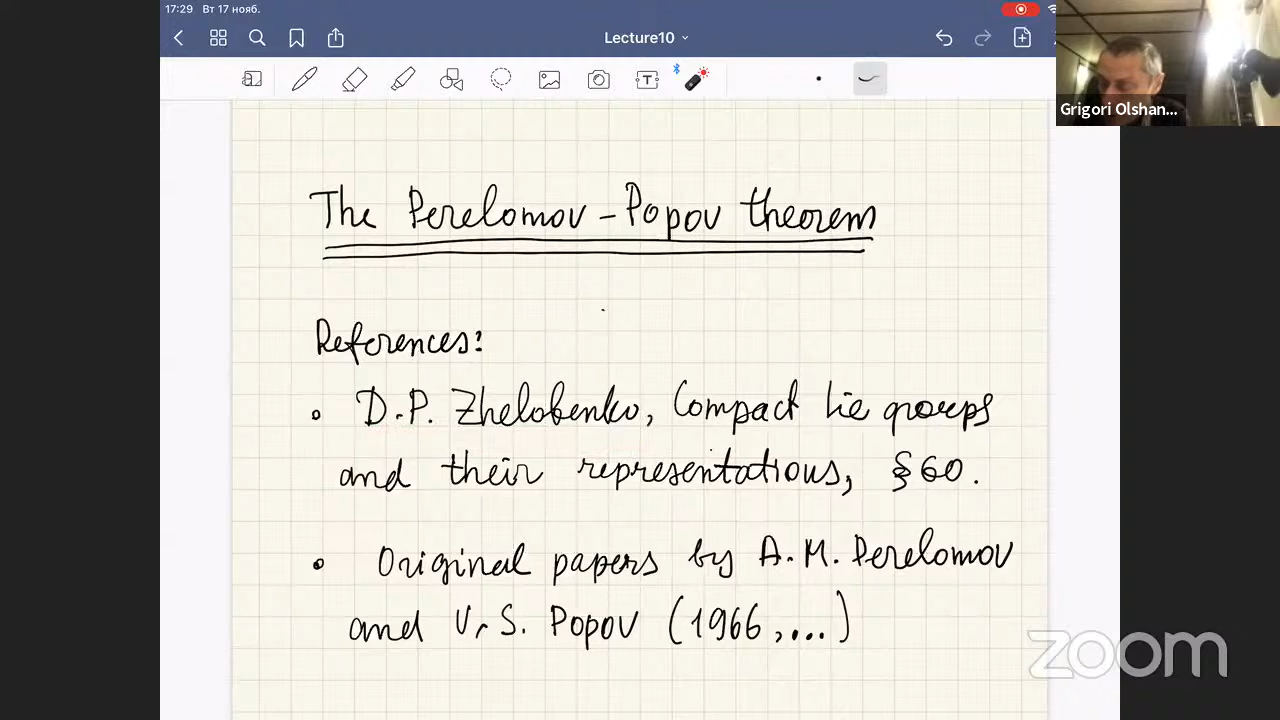 17:29 Вт 17 нояб.
Lecture10
Grigori Olshan...
The Perelomov - Popov theorem
References:
• D.P. Zhelobenko, Compact Lie groups
and their representations, § 60.
• Original papers by A.M. Perelomov
and V.S. Popov (1966,...)
zoom